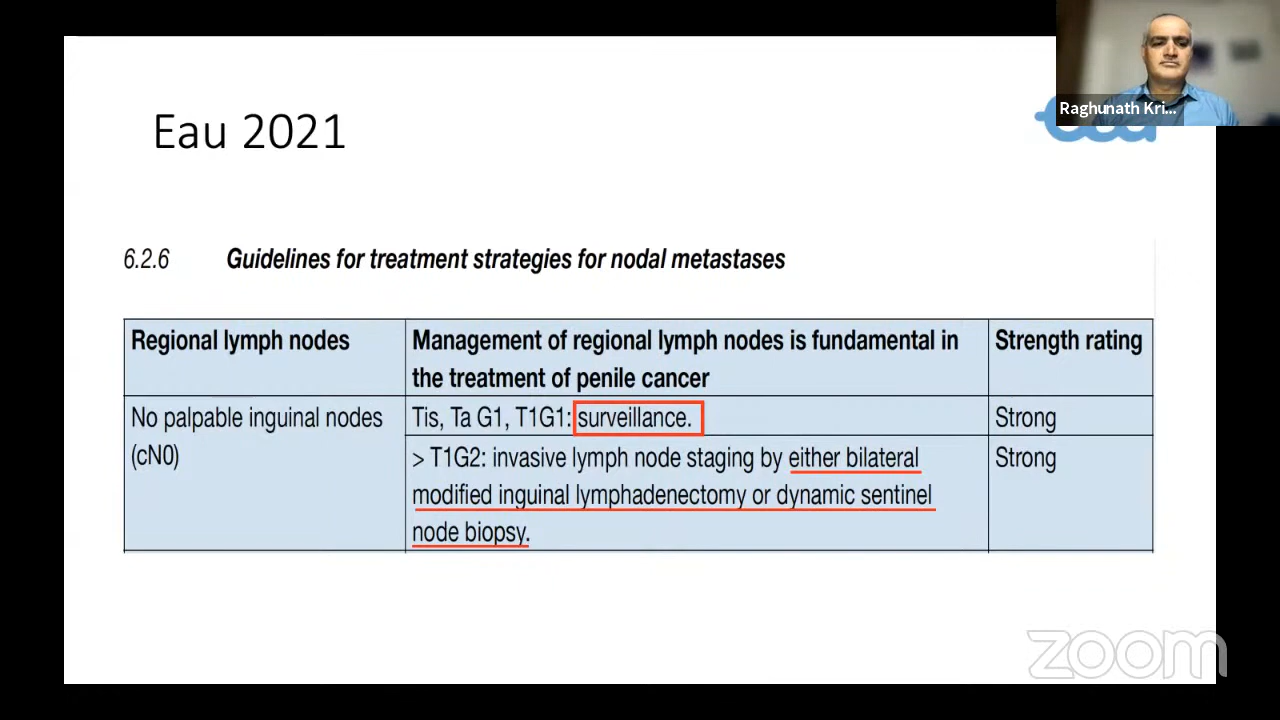 Raghunath Kri...
Eau 2021
6.2.6 Guidelines for treatment strategies for nodal metastases
Regional lymph nodes
Management of regional lymph nodes is fundamental in
the treatment of penile cancer
Strength rating
No palpable inguinal nodes
(cN0)
Tis, Ta G1, T1G1: surveillance.
Strong
> T1G2: invasive lymph node staging by either bilateral
modified inguinal lymphadenectomy or dynamic sentinel
node biopsy.
Strong
zoom